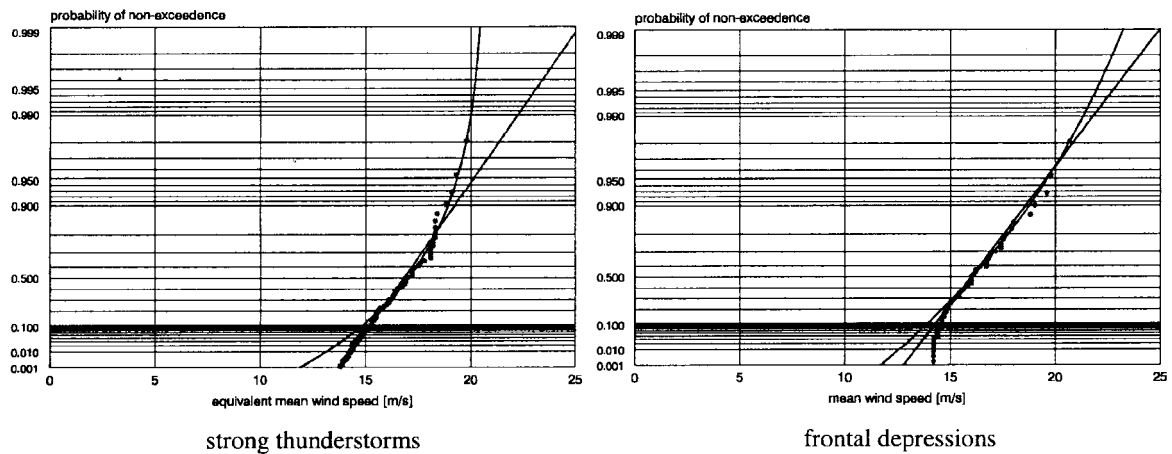 probability of non-exceedence
0.999
0.995
0.990
0.950
0.900
0.500
0.100
0.010
0.001
0 5 10 15 20 25
equivalent mean wind speed [m/s]
strong thunderstorms
probability of non-exceedence
0.999
0.995
0.990
0.950
0.900
0.500
0.100
0.010
0.001
0 5 10 15 20 25
mean wind speed [m/s]
frontal depressions